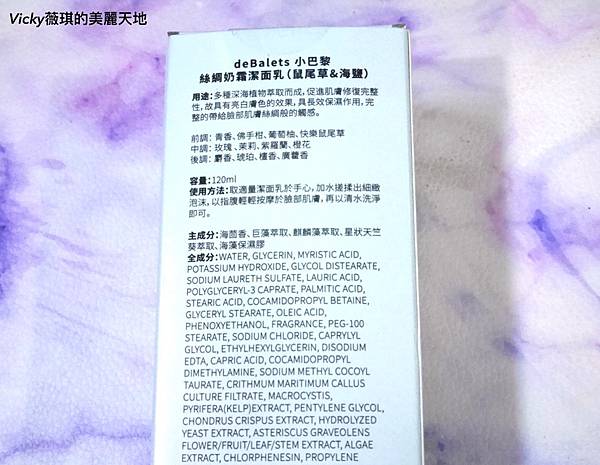 Vicky薇琪的美麗天地
deBalets 小巴黎
絲綢奶霜潔面乳(鼠尾草&海鹽)
用途:多種深海植物萃取而成,促進肌膚修復完整
性,故具有亮白膚色的效果,具長效保濕作用,完
整的帶給臉部肌膚絲綢般的觸感。
前調:青香、佛手柑、葡萄柚、快樂鼠尾草
中調:玫瑰、茉莉、紫羅蘭、橙花
後調:麝香、琥珀、檀香、廣藿香
容量:120ml
使用方法:取適量潔面乳於手心,加水搓揉出細緻
泡沫,以指腹輕輕按摩於臉部肌膚,再以清水洗淨
即可。
主成分:海茴香、巨藻萃取、麒麟藻萃取、星狀天竺
葵萃取、海藻保濕膠
全成分:WATER, GLYCERIN, MYRISTIC ACID,
POTASSIUM HYDROXIDE, GLYCOL DISTEARATE,
SODIUM LAURETH SULFATE, LAURIC ACID,
POLYGLYCERYL-3 CAPRATE, PALMITIC ACID,
STEARIC ACID, COCAMIDOPROPYL BETAINE,
GLYCERYL STEARATE, OLEIC ACID,
PHENOXYETHANOL, FRAGRANCE, PEG-100
STEARATE, SODIUM CHLORIDE, CAPRYLYL
GLYCOL, ETHYLHEXYLGLYCERIN, DISODIUM
EDTA, CAPRIC ACID, COCAMIDOPROPYL
DIMETHYLAMINE, SODIUM METHYL COCOYL
TAURATE, CRITHMUM MARITIMUM CALLUS
CULTURE FILTRATE, MACROCYSTIS,
PYRIFERA(KELP)EXTRACT, PENTYLENE GLYCOL,
CHONDRUS CRISPUS EXTRACT, HYDROLYZED
YEAST EXTRACT, ASTERISCUS GRAVEOLENS
FLOWER/FRUIT/LEAF/STEM EXTRACT, ALGAE
EXTRACT, CHLORPHENESIN, PROPYLENE